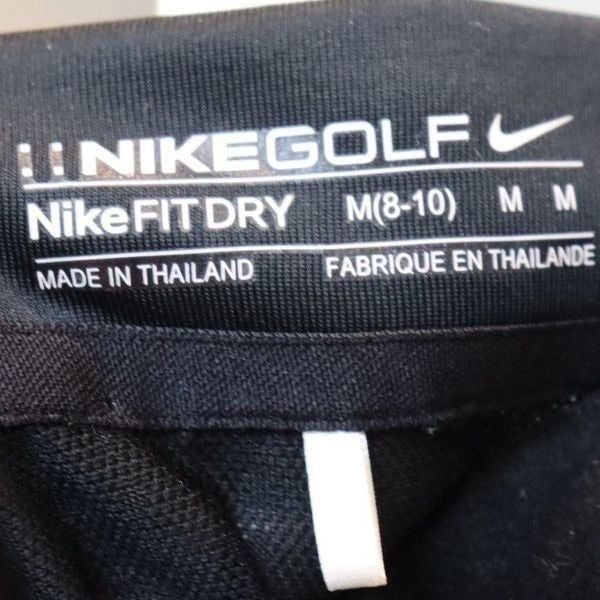 NIKEGOLF
NikeFITDRY M(8-10) M M
MADE IN THAILAND FABRIQUE EN THAILANDE